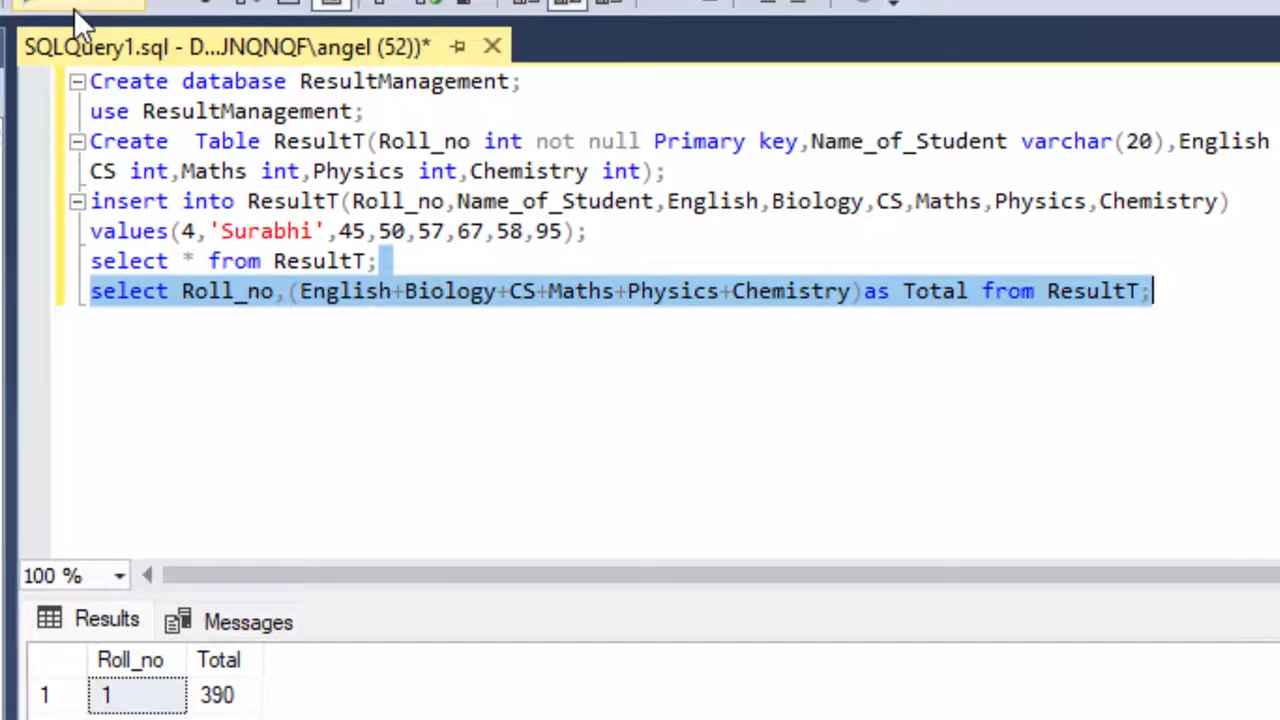 SQLQuery1.sql - D...JNQNQF\angel (52))*
Create database ResultManagement;
use ResultManagement;
Create  Table ResultT(Roll_no int not null Primary key,Name_of_Student varchar(20),English
CS int,Maths int,Physics int,Chemistry int);
insert into ResultT(Roll_no,Name_of_Student,English,Biology,CS,Maths,Physics,Chemistry)
values(4,'Surabhi',45,50,57,67,58,95);
select * from ResultT;
select Roll_no,(English+Biology+CS+Maths+Physics+Chemistry)as Total from ResultT;
100 %
Results Messages
Roll_no Total
1 1 390